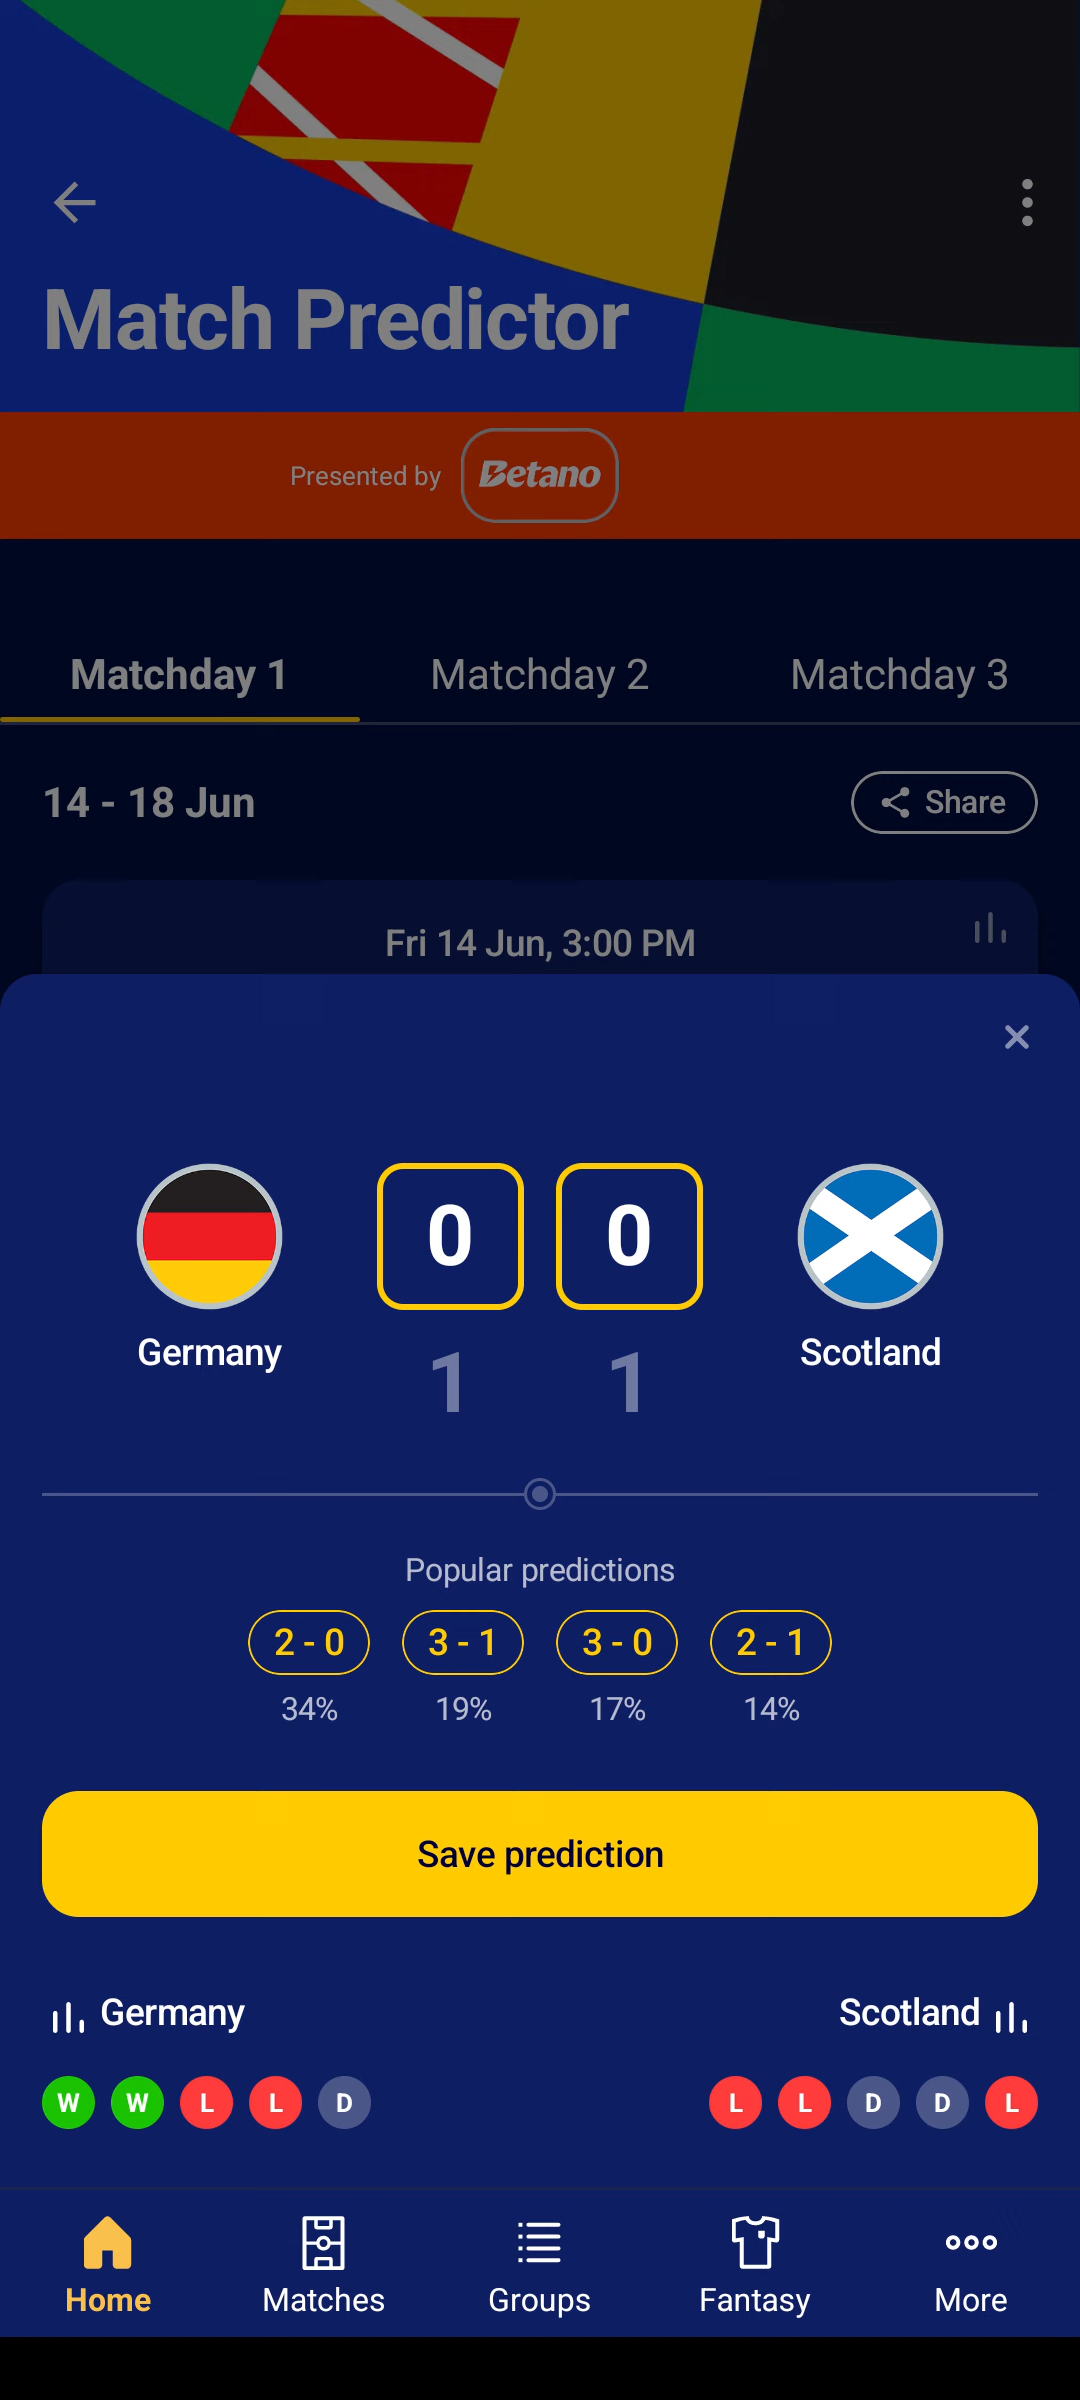 Match Predictor
Presented by Betano
Matchday 1 Matchday 2 Matchday 3
14 - 18 Jun Share
Fri 14 Jun, 3:00 PM
0 0
Germany Scotland
1 1
Popular predictions
2 - 0 3 - 1 3 - 0 2 - 1
34% 19% 17% 14%
Save prediction
Germany Scotland
W W L L D L L D D L
Home Matches Groups Fantasy More